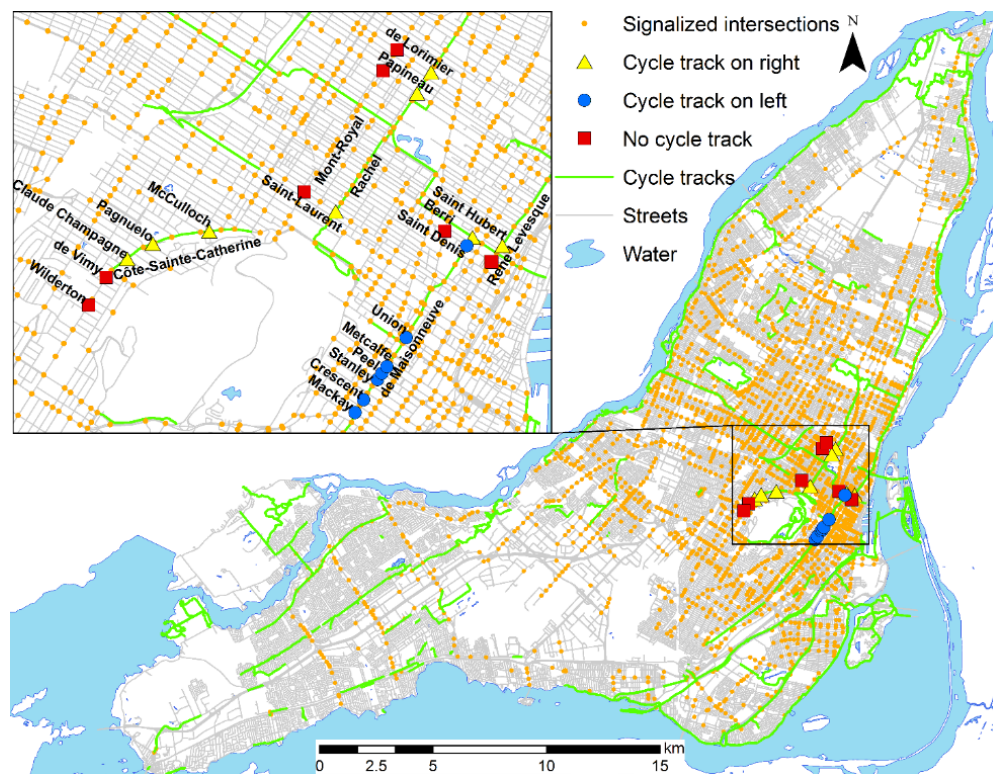 Signalized intersections
Cycle track on right
Cycle track on left
No cycle track
Cycle tracks
Streets
Water
N
de Lorimier
Papineau
Mont-Royal
Rachel
Saint-Laurent
Saint Hubert
Berri
Saint Denis
René Levesque
McCulloch
Pagnuelo
Claude Champagne
de Vimy
Côte-Sainte-Catherine
Wilderton
Union
Metcalfe
Peel
Stanley
Crescent
Mackay
de Maisonneuve
km
0 2.5 5 10 15